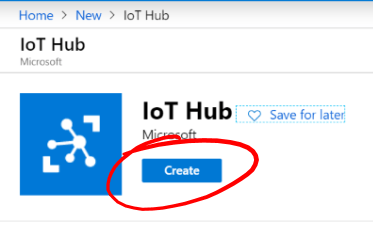 Home > New > IoT Hub
IoT Hub
Microsoft
IoT Hub Save for later
Microsoft
Create